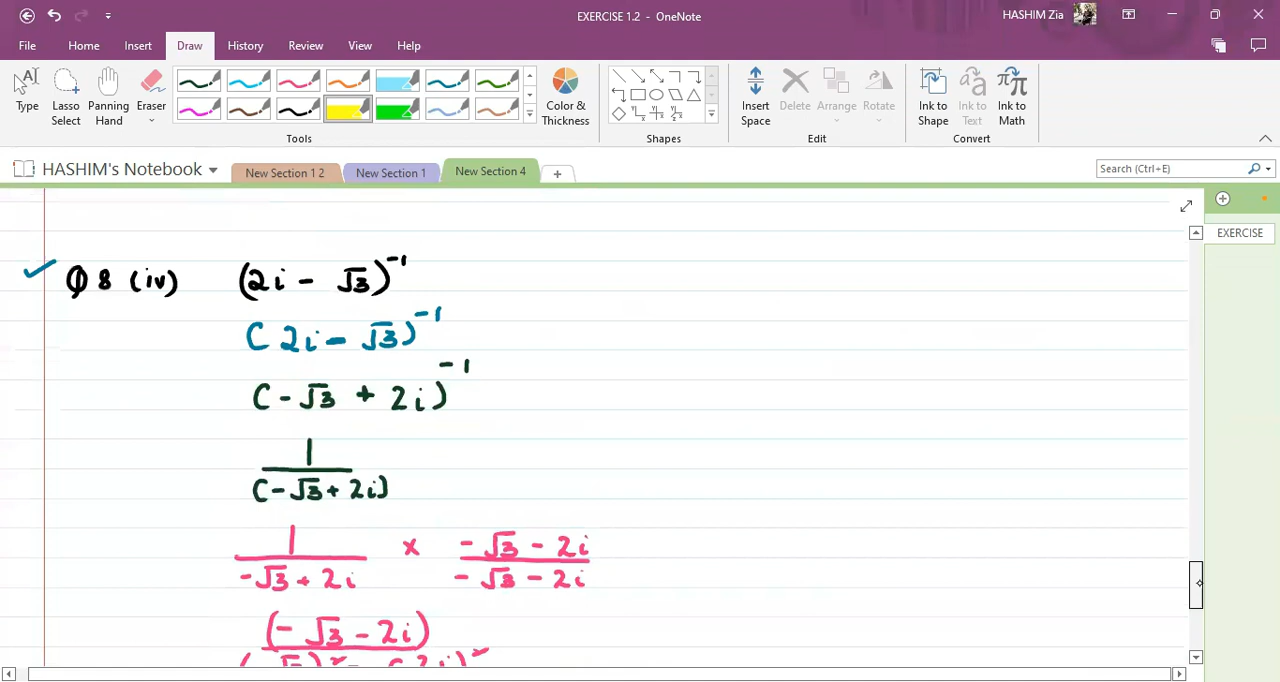 EXERCISE 1.2 - OneNote
HASHIM Zia
File Home Insert Draw History Review View Help
Type
Lasso Select
Panning Hand
Eraser
Color & Thickness
Insert Space
Delete
Arrange
Rotate
Ink to Shape
Ink to Text
Ink to Math
Tools
Shapes
Edit
Convert
HASHIM's Notebook
New Section 1 2
New Section 1
New Section 4
Search (Ctrl+E)
EXERCISE
Q 8 (iv) (2i - √3)⁻¹
(2i - √3)⁻¹
(-√3 + 2i)⁻¹
1
(-√3 + 2i)
1 × -√3 - 2i
-√3 + 2i -√3 - 2i
(-√3 - 2i)
(-√3)² - (2i)²